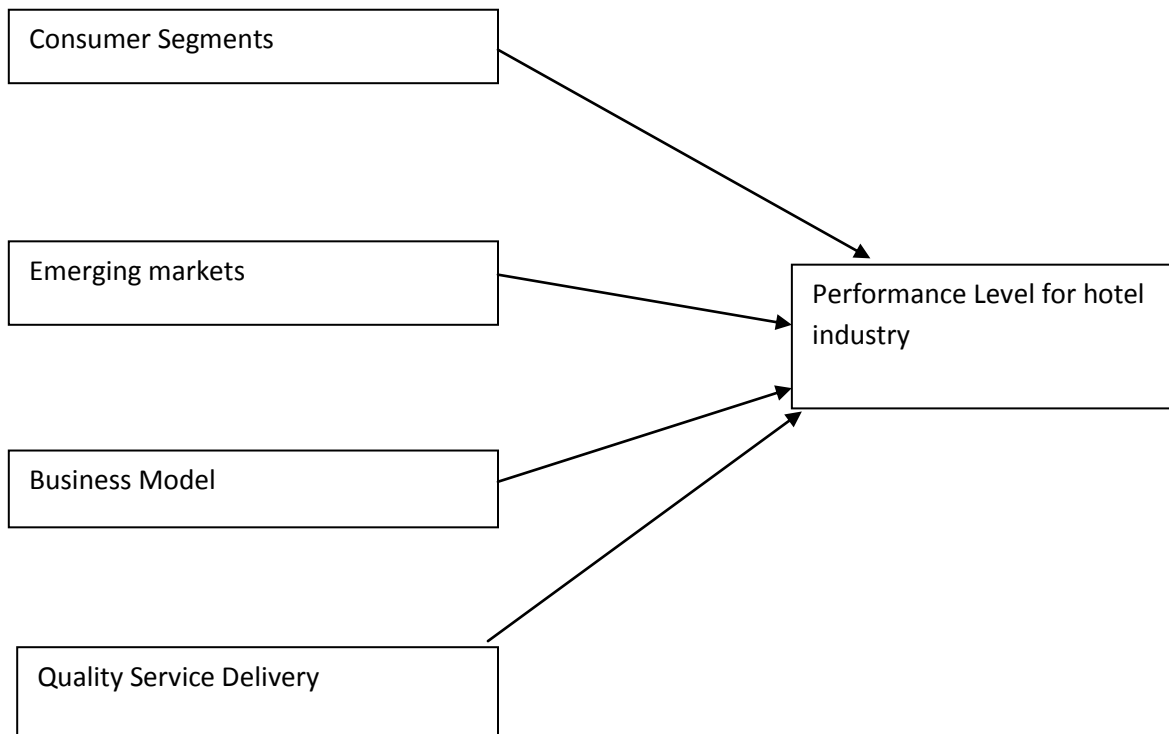 Consumer Segments
Emerging markets
Performance Level for hotel
industry
Business Model
Quality Service Delivery